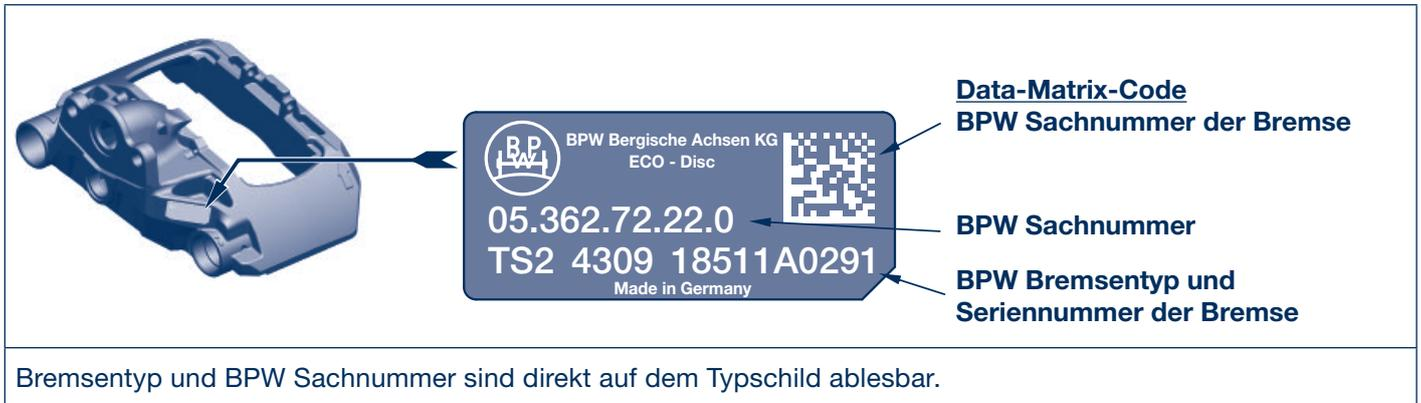 Data-Matrix-Code
BPW Sachnummer der Bremse
BPW
BPW Bergische Achsen KG
ECO - Disc
05.362.72.22.0
BPW Sachnummer
TS2 4309 18511A0291
Made in Germany
BPW Bremsentyp und
Seriennummer der Bremse
Bremsentyp und BPW Sachnummer sind direkt auf dem Typschild ablesbar.